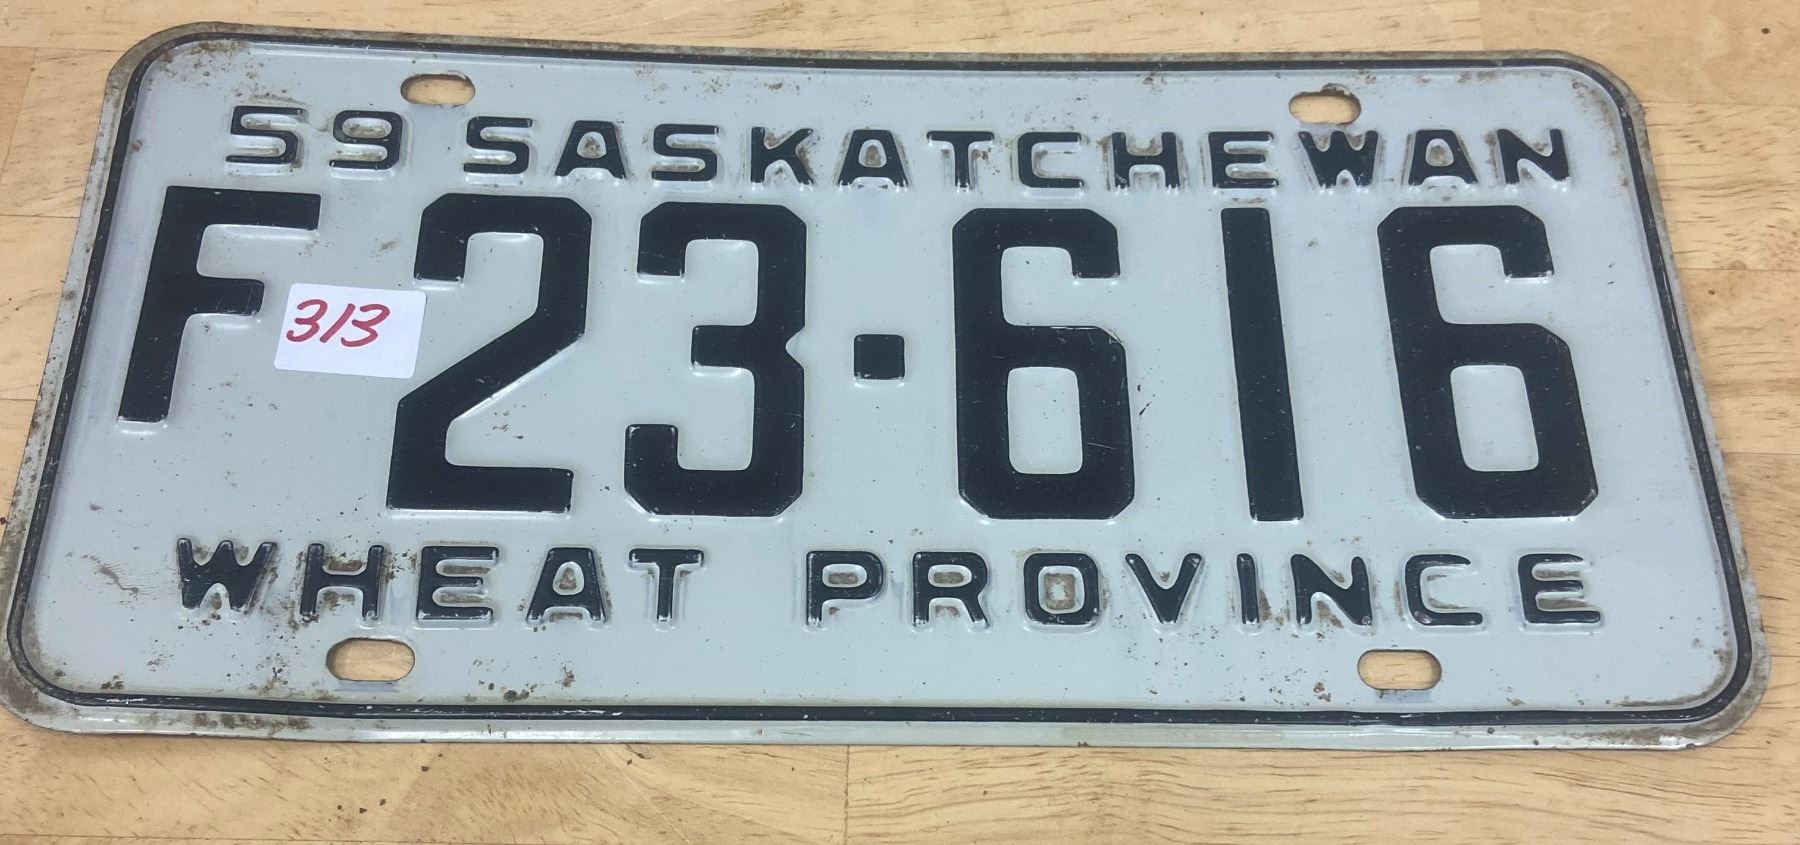 59 SASKATCHEWAN
F 23·616
313
WHEAT PROVINCE